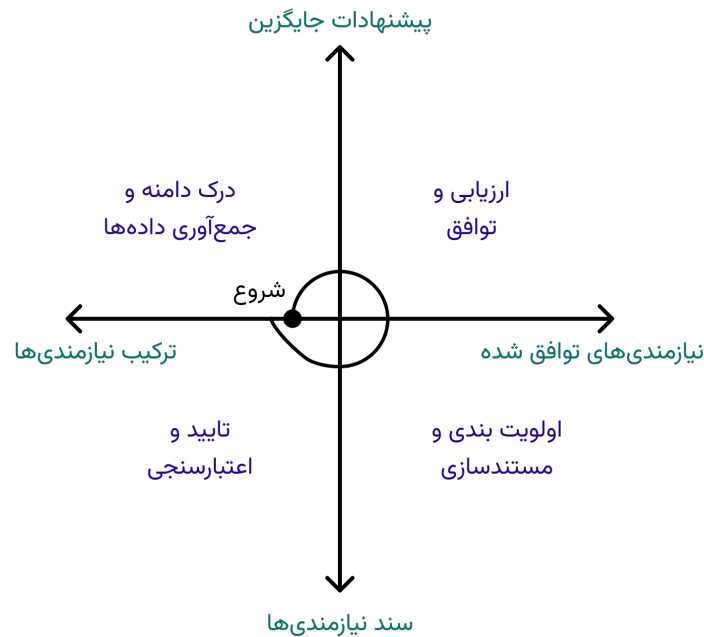 پیشنهادات جایگزین
ارزیابی و
توافق
درک دامنه و
جمع‌آوری داده‌ها
شروع
نیازمندی‌های توافق شده
ترکیب نیازمندی‌ها
اولویت بندی و
مستندسازی
تایید و
اعتبارسنجی
سند نیازمندی‌ها